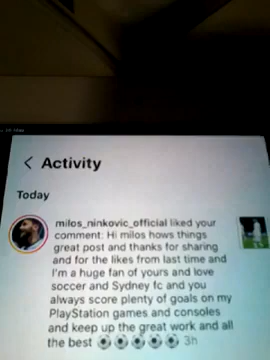 Activity
Today
milos_ninkovic_official liked your
comment: Hi milos hows things
great post and thanks for sharing
and for the likes from last time and
I'm a huge fan of yours and love
soccer and Sydney fc and you
always score plenty of goals on my
PlayStation games and consoles
and keep up the great work and all
the best ⚽⚽⚽⚽⚽ 3h